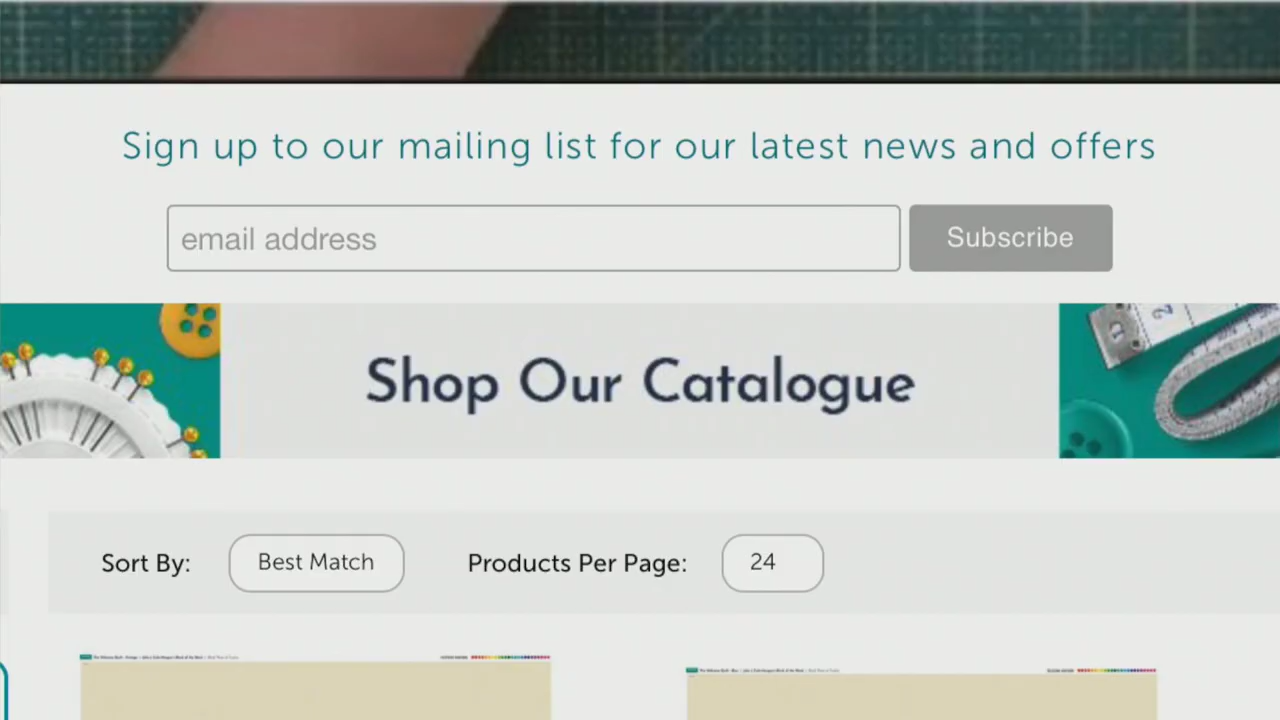 Sign up to our mailing list for our latest news and offers
email address
Subscribe
Shop Our Catalogue
2
Sort By:
Best Match
Products Per Page:
24